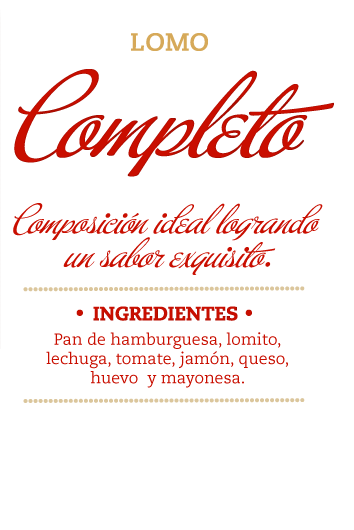 LOMO
Completo
Composición ideal logrando
un sabor exquisito.
• INGREDIENTES •
Pan de hamburguesa, lomito,
lechuga, tomate, jamón, queso,
huevo  y mayonesa.